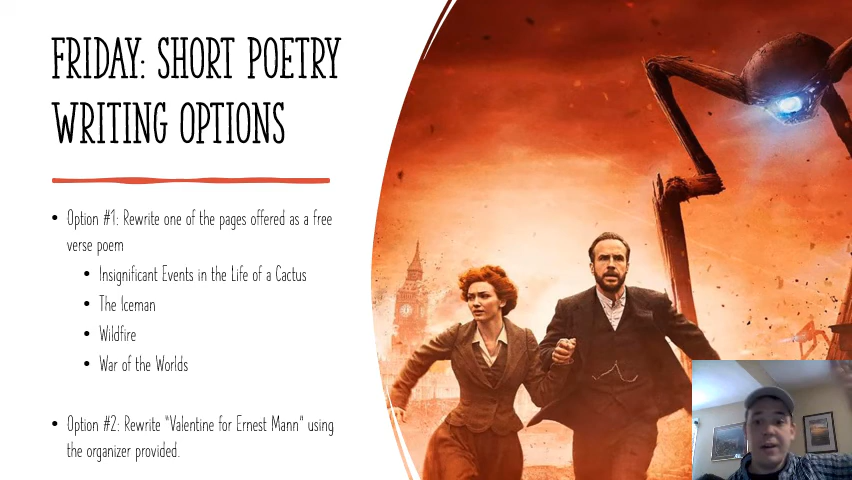 FRIDAY: SHORT POETRY
WRITING OPTIONS
• Option #1: Rewrite one of the pages offered as a free
verse poem
• Insignificant Events in the Life of a Cactus
• The Iceman
• Wildfire
• War of the Worlds
• Option #2: Rewrite "Valentine for Ernest Mann" using
the organizer provided.